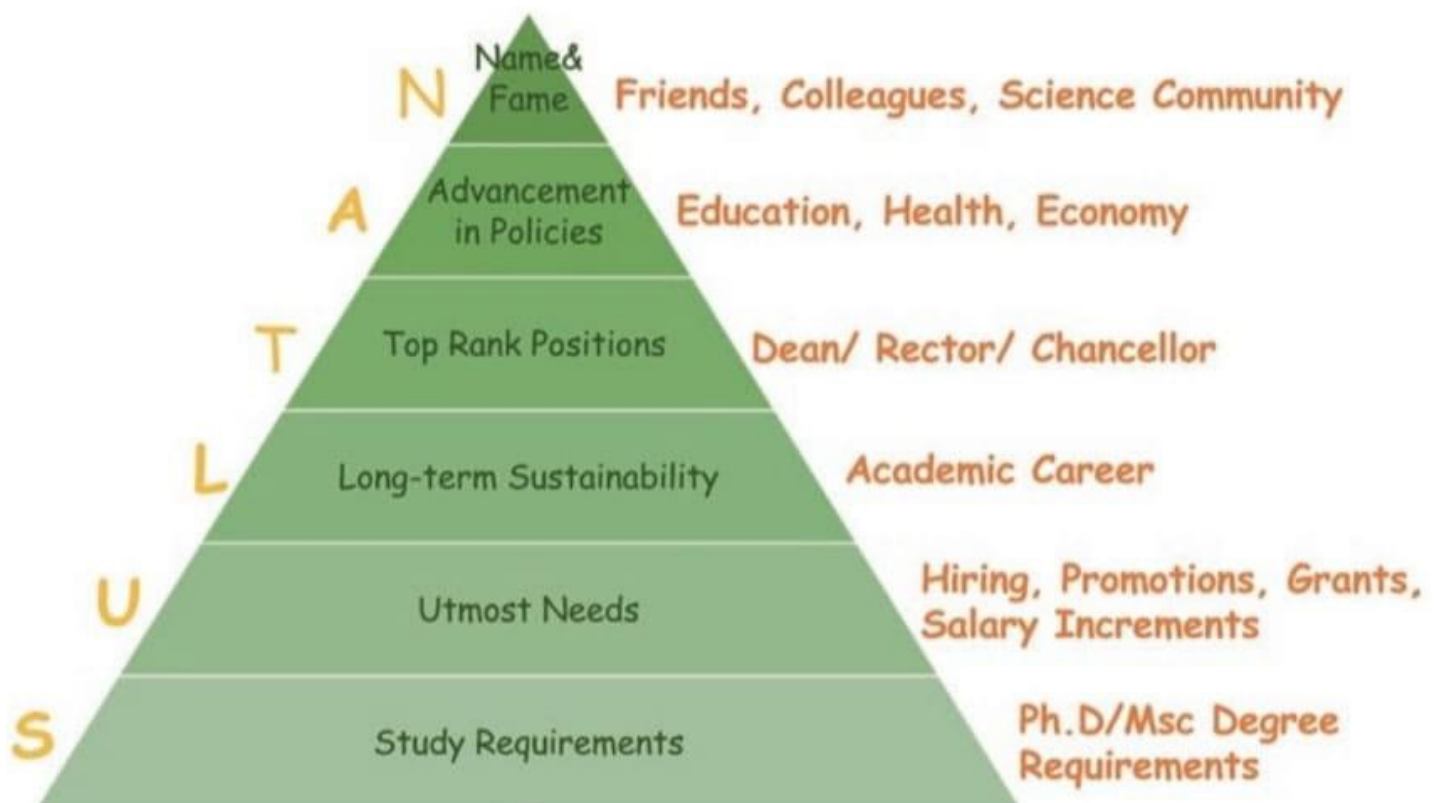 Name&
Fame
N
Friends, Colleagues, Science Community
A
Advancement
in Policies
Education, Health, Economy
T
Top Rank Positions
Dean/ Rector/ Chancellor
L
Long-term Sustainability
Academic Career
U
Utmost Needs
Hiring, Promotions, Grants,
Salary Increments
S
Study Requirements
Ph.D/Msc Degree
Requirements